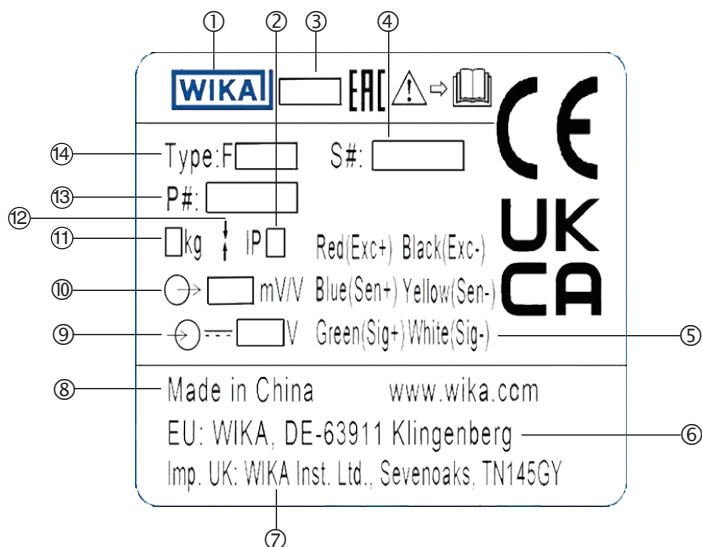 ① ② ③ ④
WIKA EAC
⑭ Type:F S#:
⑬ P#:
⑫
⑪ kg IP Red(Exc+) Black(Exc-)
⑩ mV/V Blue(Sen+) Yellow(Sen-)
⑨ V Green(Sig+) White(Sig-) ⑤
CE
UK
CA
⑧ Made in China www.wika.com
EU: WIKA, DE-63911 Klingenberg ⑥
Imp. UK: WIKA Inst. Ltd., Sevenoaks, TN145GY
⑦